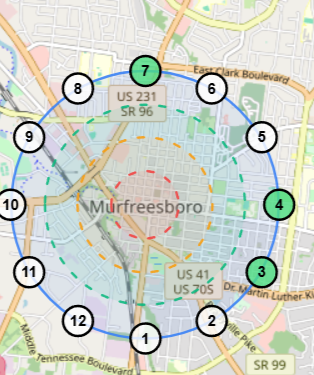 7
East Clark Boulevard
8
6
US 231
SR 96
9
5
10
Murfreesboro
4
11
US 41
US 70S
3
Dr. Martin Luther Ki
12
2
1
ville Pike
Middle Tennessee Boulevard
SR 99